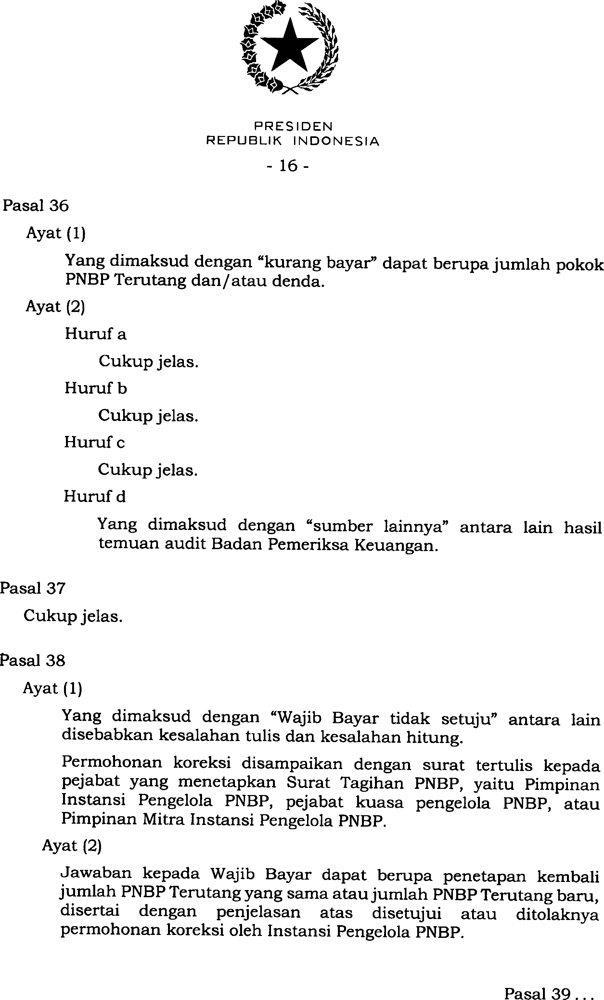 PRESIDEN
REPUBLIK INDONESIA
- 16 -
Pasal 36
Ayat (1)
Yang dimaksud dengan “kurang bayar” dapat berupa jumlah pokok
PNBP Terutang dan/atau denda.
Ayat (2)
Huruf a
Cukup jelas.
Huruf b
Cukup jelas.
Huruf c
Cukup jelas.
Huruf d
Yang dimaksud dengan “sumber lainnya” antara lain hasil
temuan audit Badan Pemeriksa Keuangan.
Pasal 37
Cukup jelas.
Pasal 38
Ayat (1)
Yang dimaksud dengan “Wajib Bayar tidak setuju” antara lain
disebabkan kesalahan tulis dan kesalahan hitung.
Permohonan koreksi disampaikan dengan surat tertulis kepada
pejabat yang menetapkan Surat Tagihan PNBP, yaitu Pimpinan
Instansi Pengelola PNBP, pejabat kuasa pengelola PNBP, atau
Pimpinan Mitra Instansi Pengelola PNBP.
Ayat (2)
Jawaban kepada Wajib Bayar dapat berupa penetapan kembali
jumlah PNBP Terutang yang sama atau jumlah PNBP Terutang baru,
disertai dengan penjelasan atas disetujui atau ditolaknya
permohonan koreksi oleh Instansi Pengelola PNBP.
Pasal 39 . . .